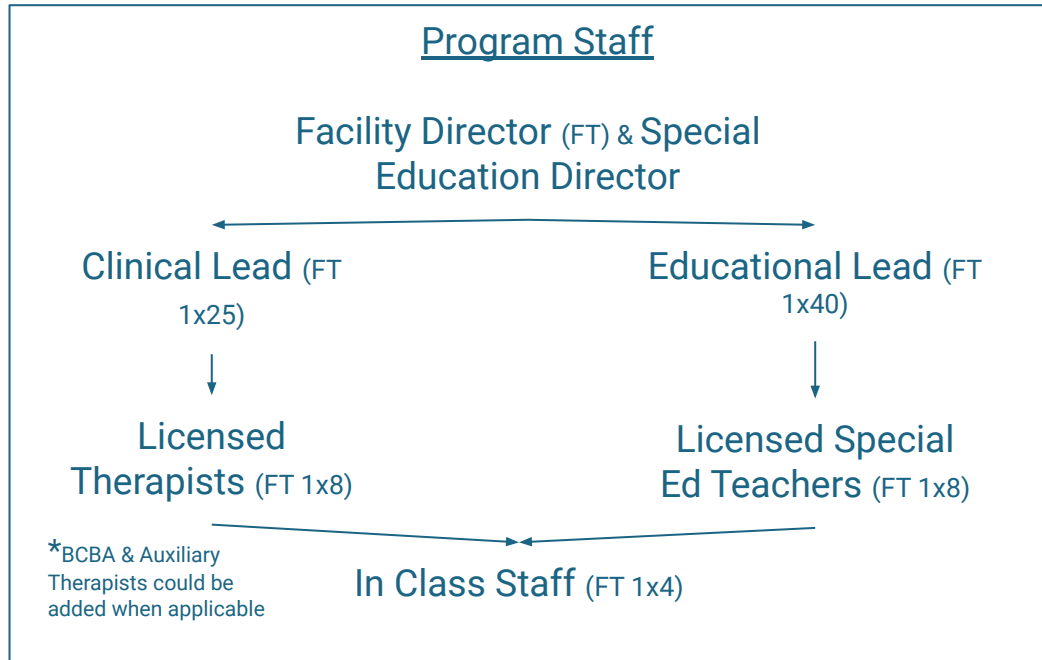 Program Staff
Facility Director (FT) & Special
Education Director
Clinical Lead (FT
1x25)
Educational Lead (FT
1x40)
Licensed
Therapists (FT 1x8)
Licensed Special
Ed Teachers (FT 1x8)
*BCBA & Auxiliary
Therapists could be
added when applicable
In Class Staff (FT 1x4)